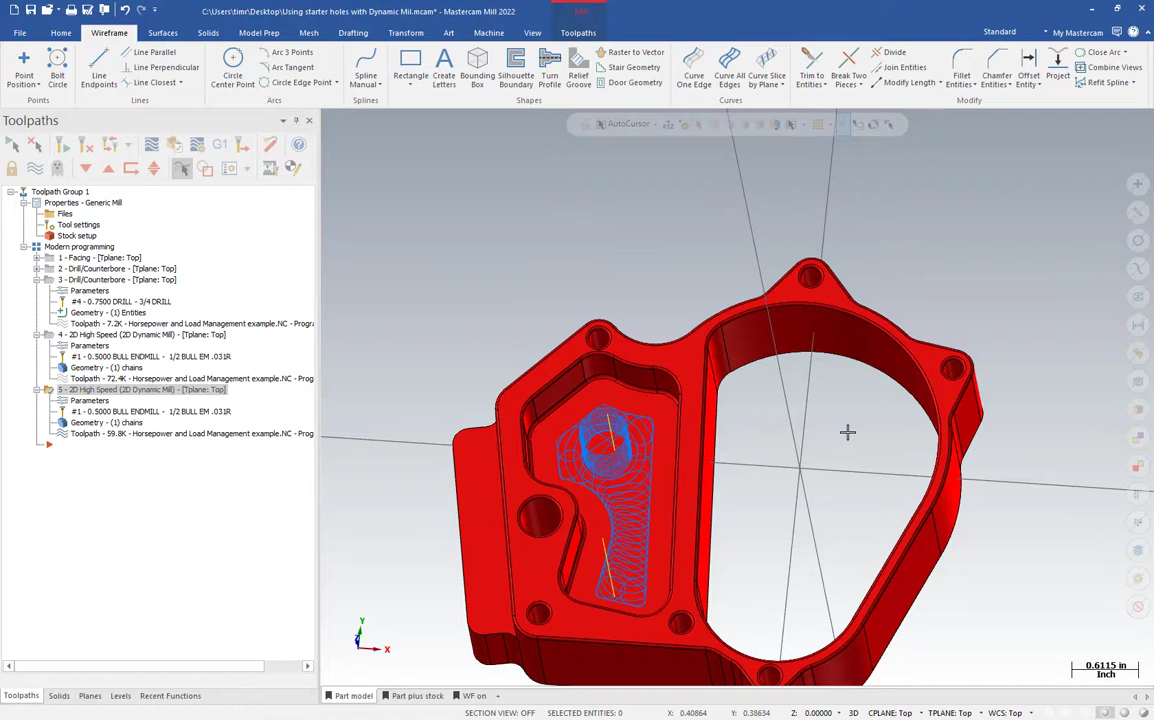 C:\Users\timr\Desktop\Using starter holes with Dynamic Mil.mcam* - Mastercam Mill 2022
Mill
File Home Wireframe Surfaces Solids Model Prep Mesh Drafting Transform Art Machine View Toolpaths
Standard My Mastercam
Point Position
Bolt Circle
Points
Line Endpoints
Line Parallel
Line Perpendicular
Line Closest
Lines
Circle Center Point
Arc 3 Points
Arc Tangent
Circle Edge Point
Arcs
Spline Manual
Splines
Rectangle
Create Letters
Bounding Box
Silhouette Boundary
Turn Profile
Relief Groove
Raster to Vector
Stair Geometry
Door Geometry
Shapes
Curve One Edge
Curve All Edges
Curve Slice
Curves
Trim to Entities
Break Two Pieces
Divide
Join Entities
Modify Length
Fillet Entities
Chamfer Entities
Offset Entity
Project
Close Arc
Combine Views
Refit Spline
Modify
Toolpaths
G1
AutoCursor
Toolpath Group 1
Properties - Generic Mill
Files
Tool settings
Stock setup
Modern programming
1 - Facing - [Tplane: Top]
2 - Drill/Counterbore - [Tplane: Top]
3 - Drill/Counterbore - [Tplane: Top]
Parameters
#4 - 0.7500 DRILL - 3/4 DRILL
Geometry - (1) Entities
Toolpath - 7.2K - Horsepower and Load Management example.NC - Progra
4 - 2D High Speed (2D Dynamic Mill) - [Tplane: Top]
Parameters
#1 - 0.5000 BULL ENDMILL - 1/2 BULL EM .031R
Geometry - (1) chains
Toolpath - 72.4K - Horsepower and Load Management example.NC - Progr
5 - 2D High Speed (2D Dynamic Mill) - [Tplane: Top]
Parameters
#1 - 0.5000 BULL ENDMILL - 1/2 BULL EM .031R
Geometry - (1) chains
Toolpath - 59.8K - Horsepower and Load Management example.NC - Progr
Y
Z
X
0.6115 in
Inch
Toolpaths Solids Planes Levels Recent Functions
Part model Part plus stock WF on +
SECTION VIEW: OFF SELECTED ENTITIES: 0 X: 0.40864 Y: 0.38634 Z: 0.00000 3D CPLANE: Top TPLANE: Top WCS: Top